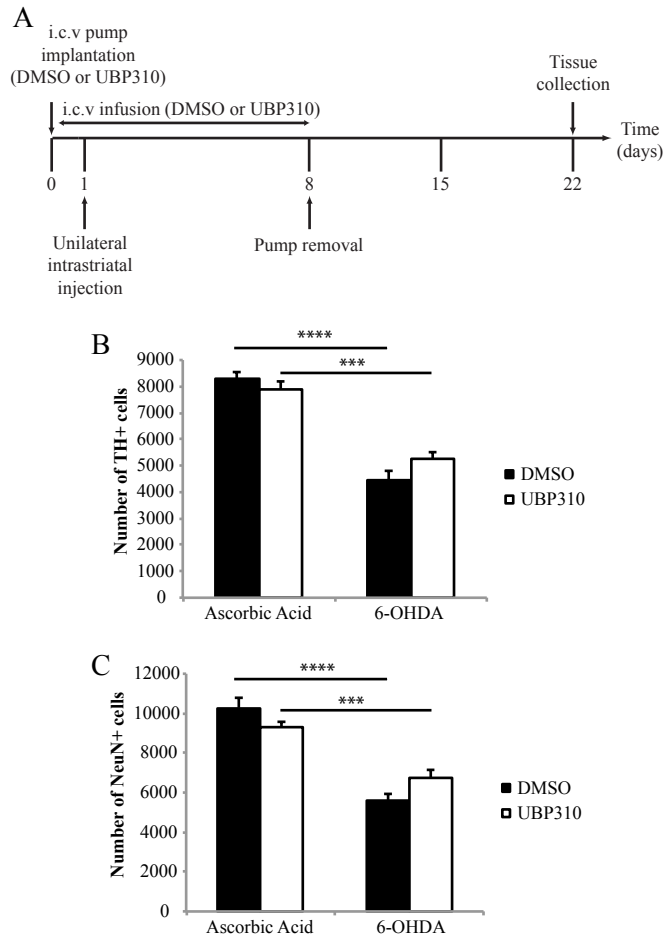 A
i.c.v pump
implantation
(DMSO or UBP310)
i.c.v infusion (DMSO or UBP310)
Tissue
collection
Time
(days)
0
1
8
15
22
Unilateral
intrastriatal
injection
Pump removal
B
****
***
Number of TH+ cells
9000
8000
7000
6000
5000
4000
3000
2000
1000
0
Ascorbic Acid
6-OHDA
DMSO
UBP310
C
****
***
Number of NeuN+ cells
12000
10000
8000
6000
4000
2000
0
Ascorbic Acid
6-OHDA
DMSO
UBP310